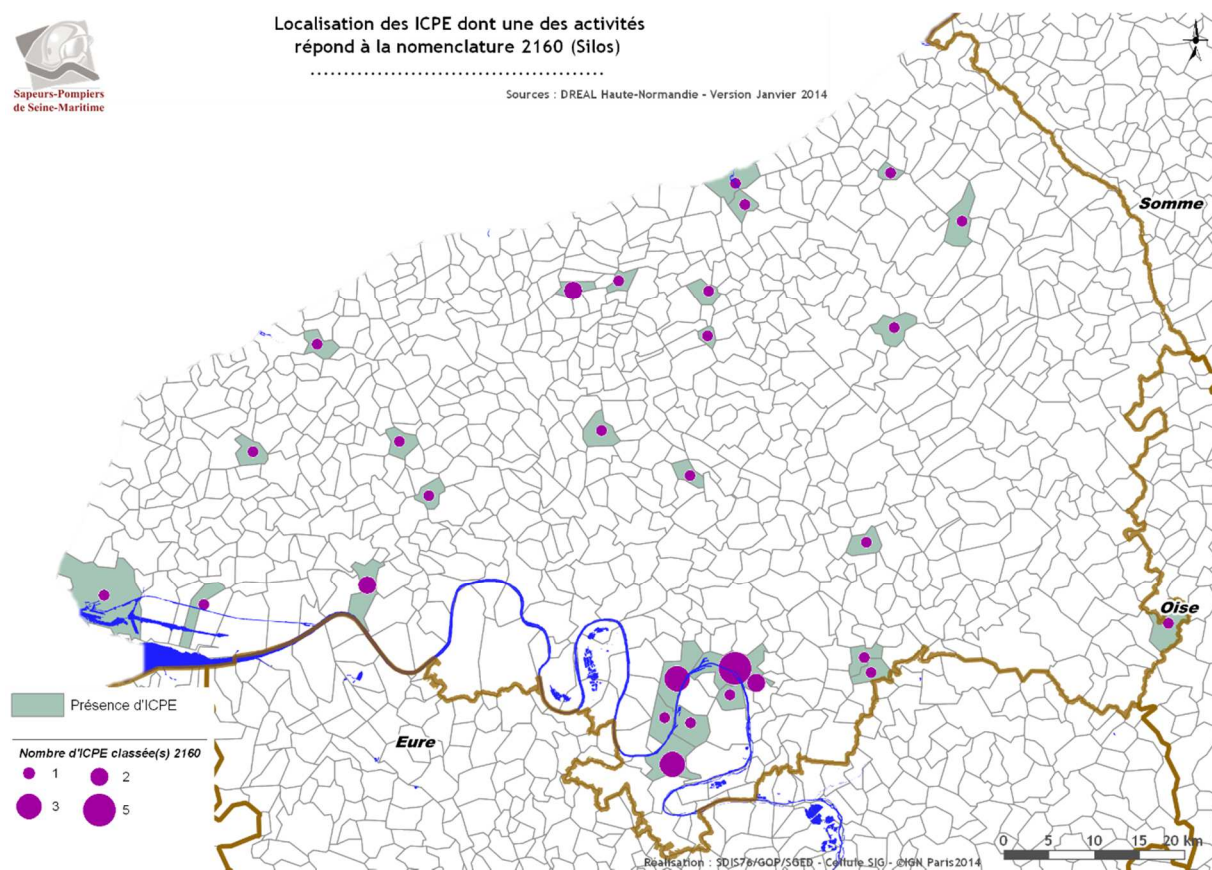 Localisation des ICPE dont une des activités
répond à la nomenclature 2160 (Silos)
Sources : DREAL Haute-Normandie - Version Janvier 2014
Sapeurs-Pompiers
de Seine-Maritime
Somme
Oise
Eure
Présence d'ICPE
Nombre d'ICPE classée(s) 2160
1 2
3 5
0 5 10 15 20 km
Réalisation : SDIS76/GOP/SGED - Cellule SIG - ©IGN Paris2014